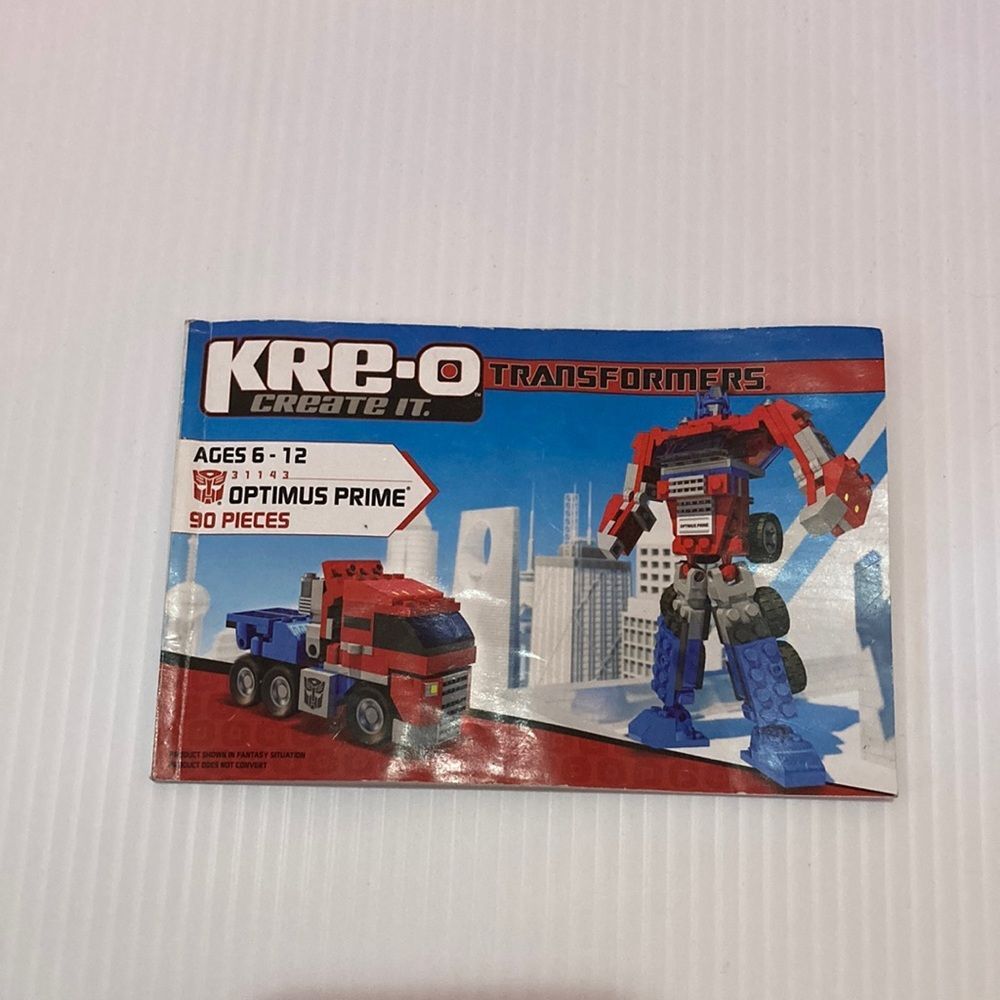 KRE-O™
CREATE IT.
TRANSFORMERS
AGES 6 - 12
31143
OPTIMUS PRIME®
90 PIECES
OPTIMUS PRIME
PRODUCT SHOWN IN FANTASY SITUATION
PRODUCT DOES NOT CONVERT